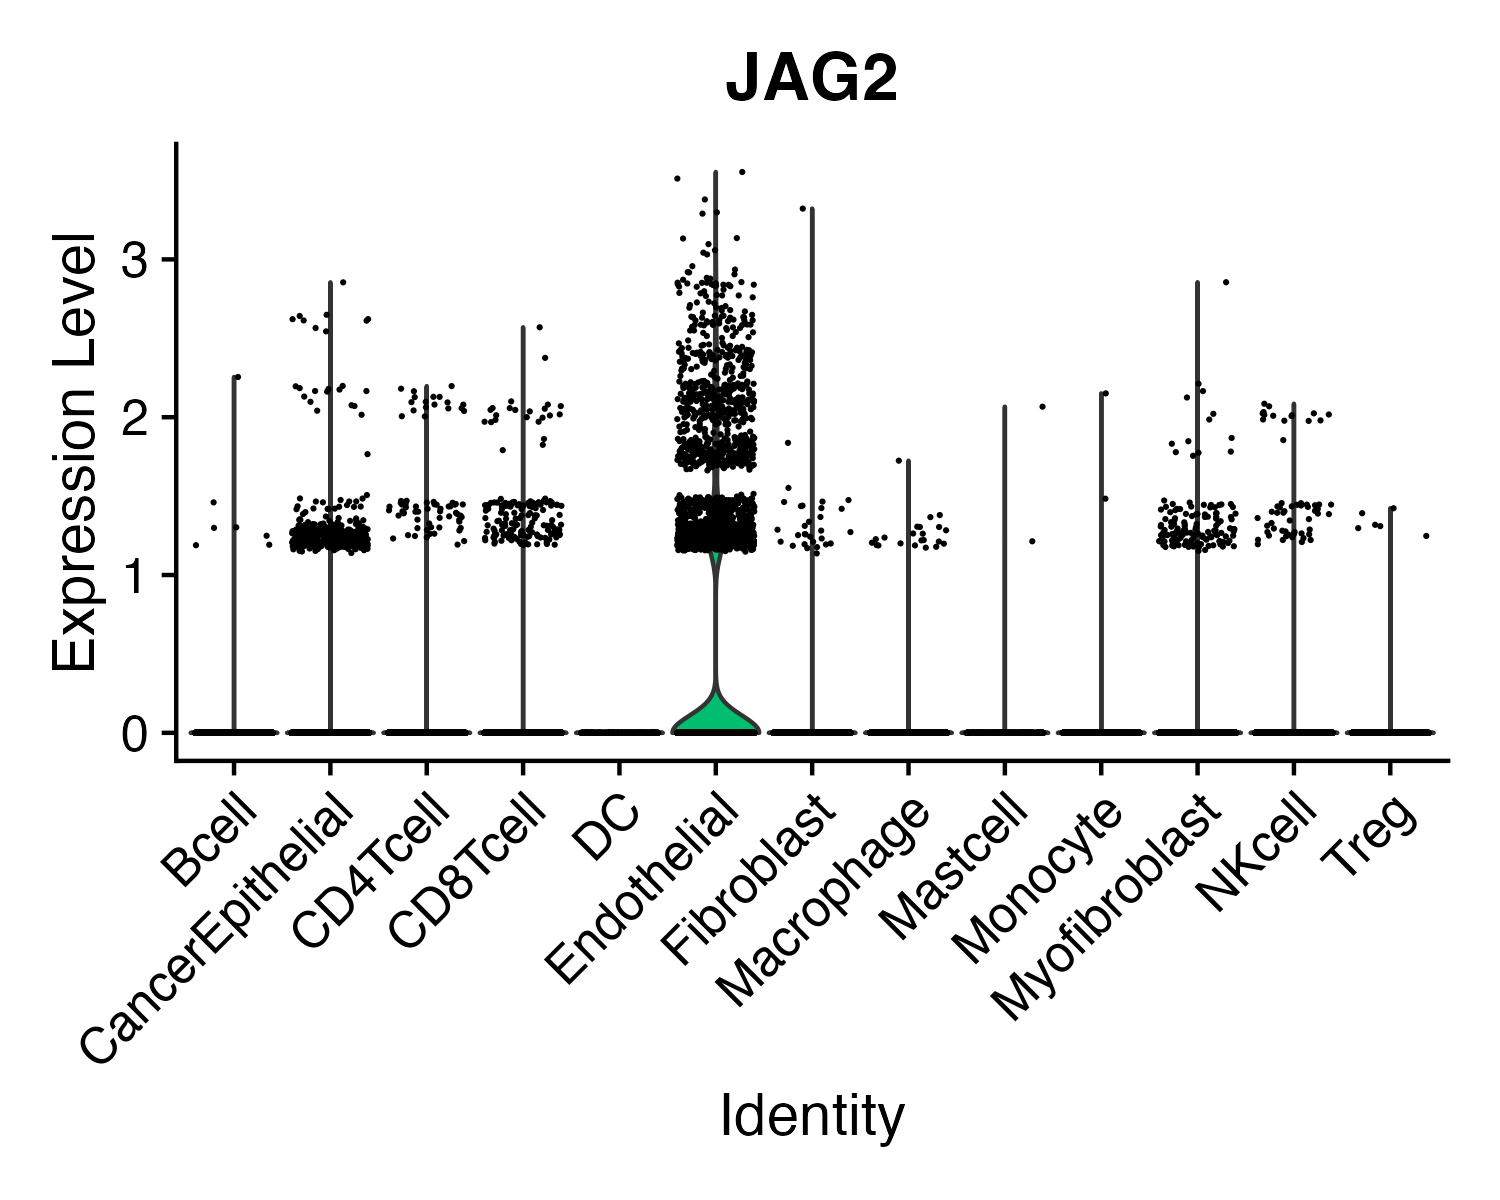 JAG2
Expression Level
3
2
1
0
Bcell
CancerEpithelial
CD4Tcell
CD8Tcell
DC
Endothelial
Fibroblast
Macrophage
Mastcell
Monocyte
Myofibroblast
NKcell
Treg
Identity